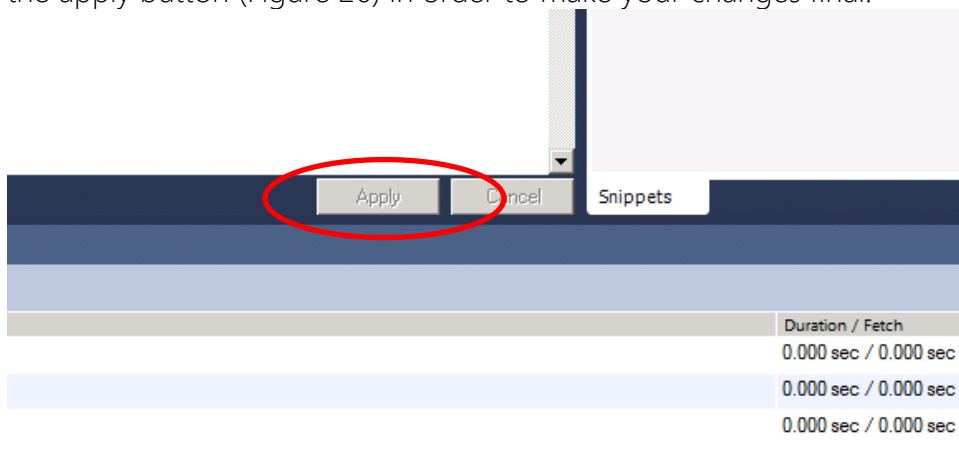 the apply button (Figure 20) in order to make your changes final.
Apply Cancel Snippets
Duration / Fetch
0.000 sec / 0.000 sec
0.000 sec / 0.000 sec
0.000 sec / 0.000 sec